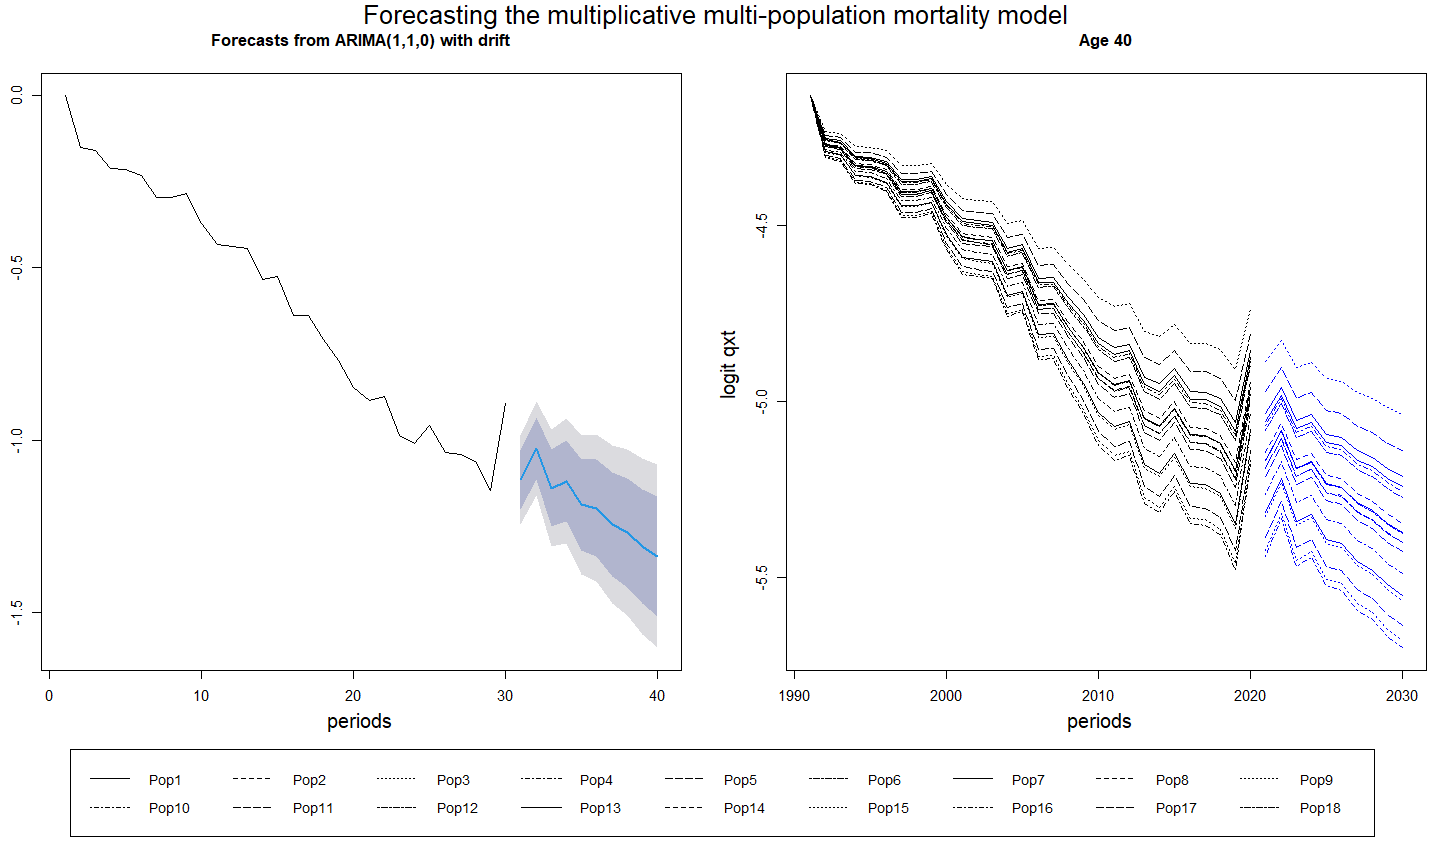 Forecasting the multiplicative multi-population mortality model
Forecasts from ARIMA(1,1,0) with drift
0.0
-0.5
-1.0
-1.5
0 10 20 30 40
periods
Age 40
logit qxt
-4.5
-5.0
-5.5
1990 2000 2010 2020 2030
periods
Pop1 Pop2 Pop3 Pop4 Pop5 Pop6 Pop7 Pop8 Pop9
Pop10 Pop11 Pop12 Pop13 Pop14 Pop15 Pop16 Pop17 Pop18